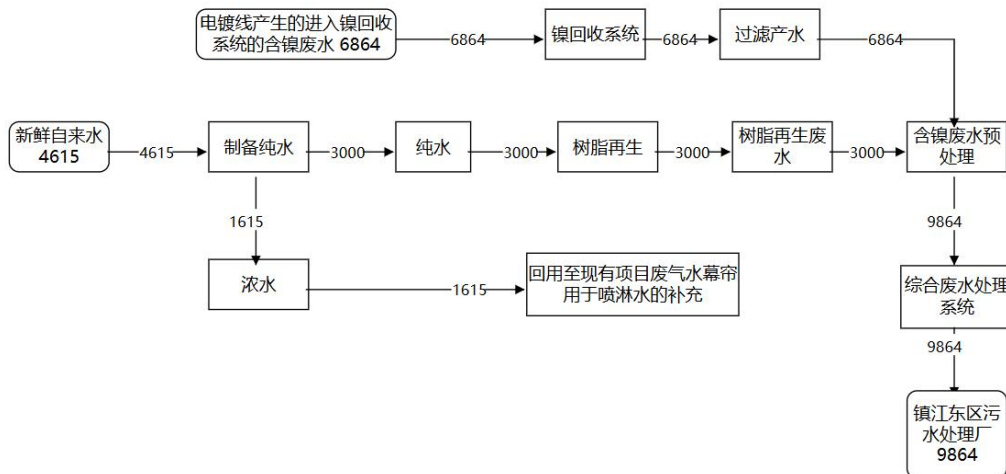 电镀线产生的进入镍回收
系统的含镍废水 6864
6864
镍回收系统
6864
过滤产水
6864
新鲜自来水
4615
4615
制备纯水
3000
纯水
3000
树脂再生
3000
树脂再生废
水
3000
含镍废水预
处理
1615
9864
浓水
1615
回用至现有项目废气水幕帘
用于喷淋水的补充
综合废水处理
系统
9864
镇江东区污
水处理厂
9864